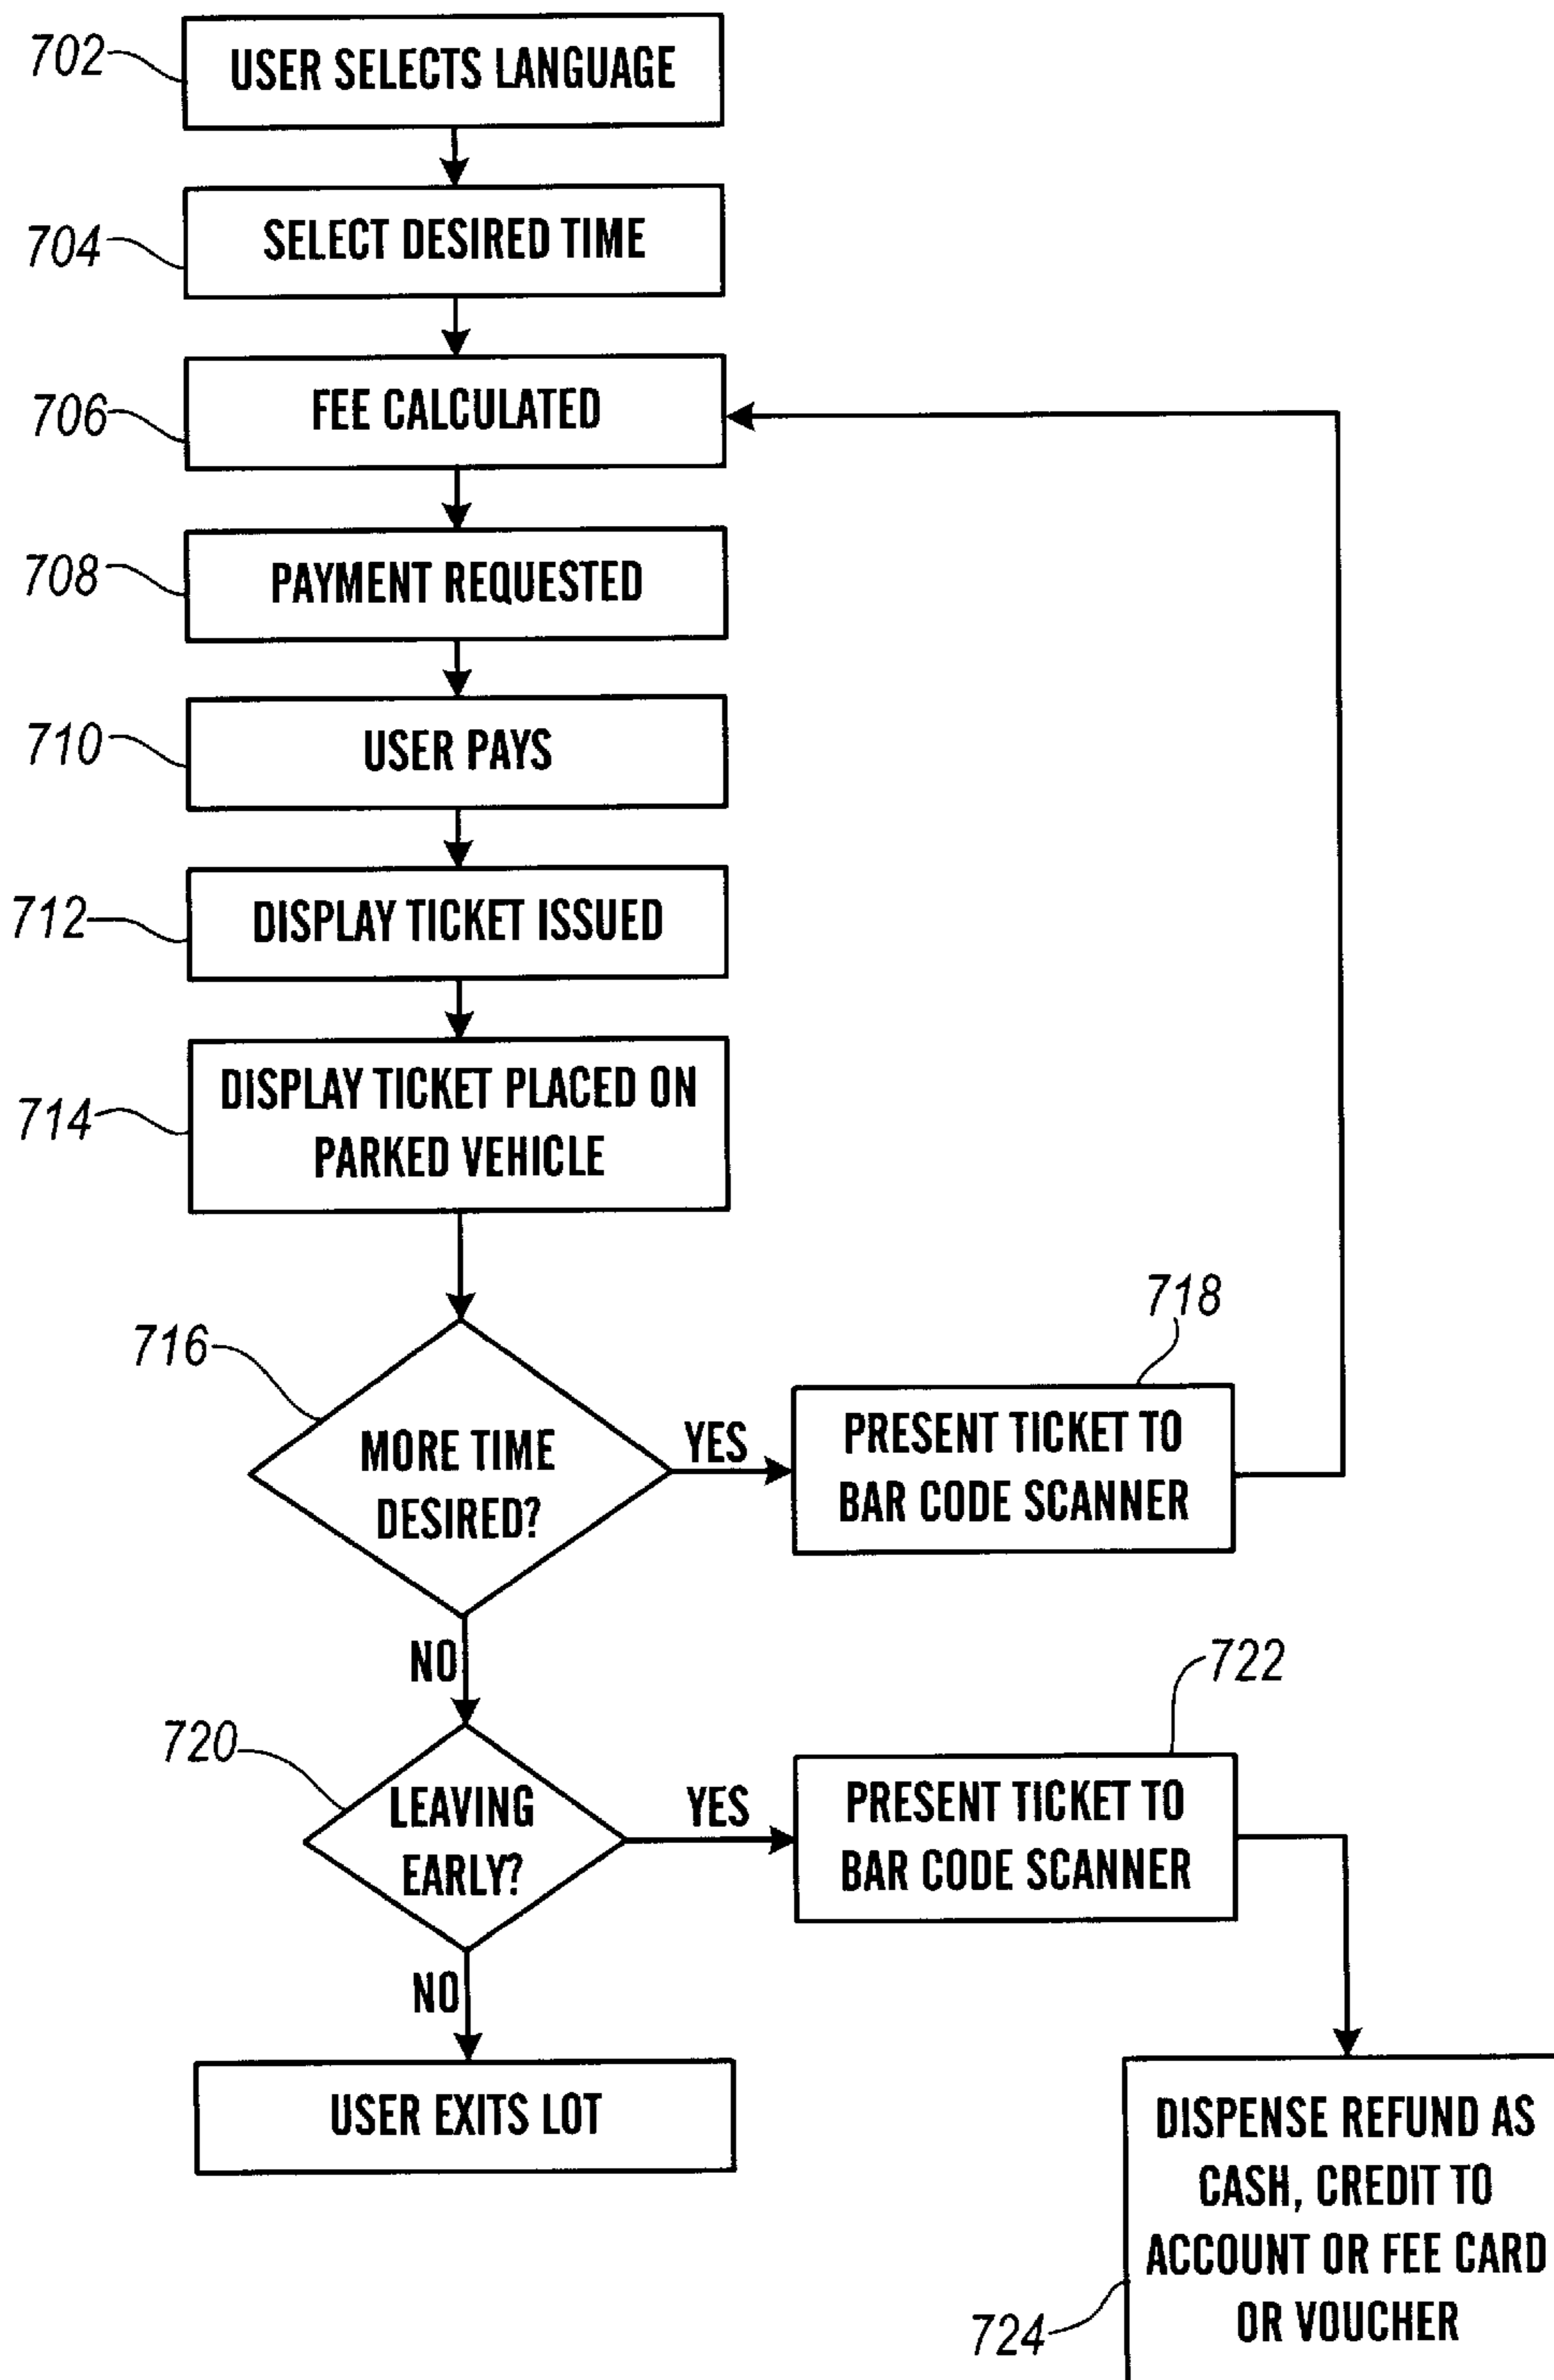 702
USER SELECTS LANGUAGE
704
SELECT DESIRED TIME
706
FEE CALCULATED
708
PAYMENT REQUESTED
710
USER PAYS
712
DISPLAY TICKET ISSUED
714
DISPLAY TICKET PLACED ON
PARKED VEHICLE
716
MORE TIME
DESIRED?
YES
718
PRESENT TICKET TO
BAR CODE SCANNER
NO
720
LEAVING
EARLY?
YES
722
PRESENT TICKET TO
BAR CODE SCANNER
NO
USER EXITS LOT
724
DISPENSE REFUND AS
CASH, CREDIT TO
ACCOUNT OR FEE CARD
OR VOUCHER